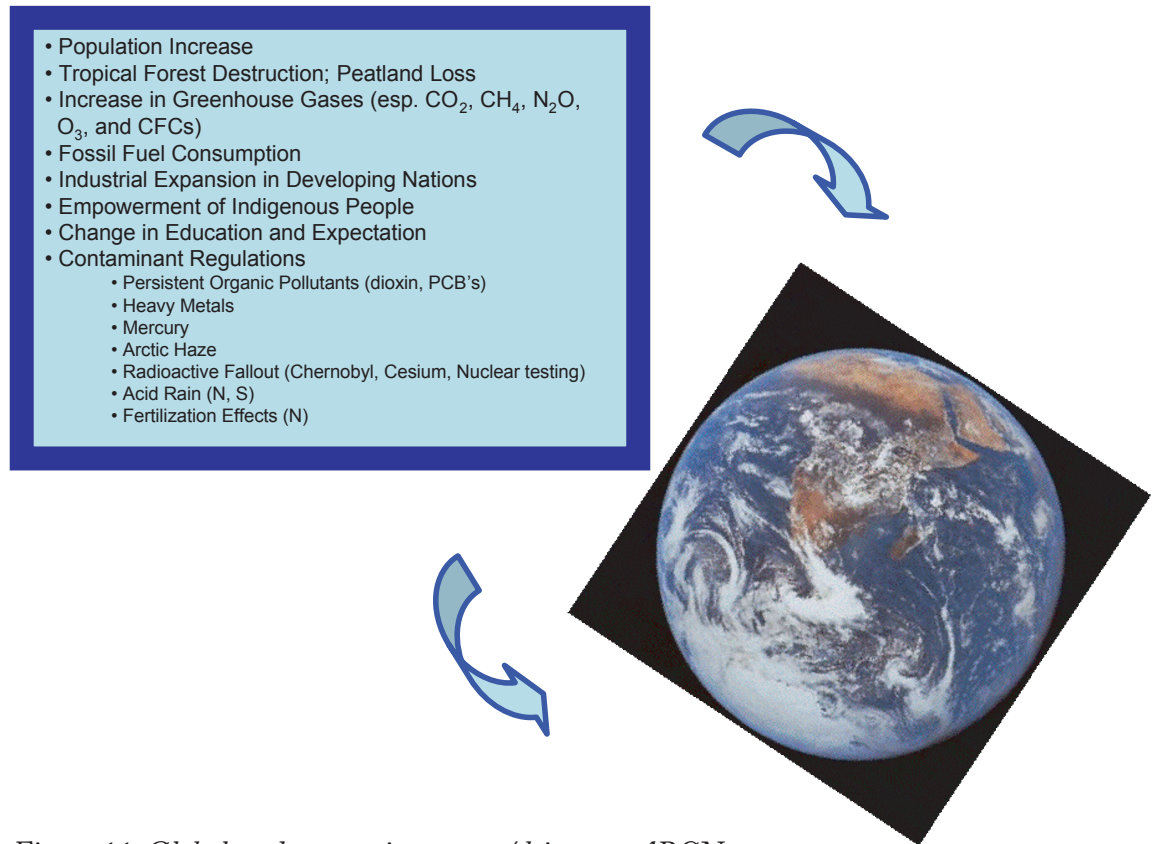 • Population Increase
• Tropical Forest Destruction; Peatland Loss
• Increase in Greenhouse Gases (esp. CO₂, CH₄, N₂O,
O₃, and CFCs)
• Fossil Fuel Consumption
• Industrial Expansion in Developing Nations
• Empowerment of Indigenous People
• Change in Education and Expectation
• Contaminant Regulations
• Persistent Organic Pollutants (dioxin, PCB's)
• Heavy Metals
• Mercury
• Arctic Haze
• Radioactive Fallout (Chernobyl, Cesium, Nuclear testing)
• Acid Rain (N, S)
• Fertilization Effects (N)